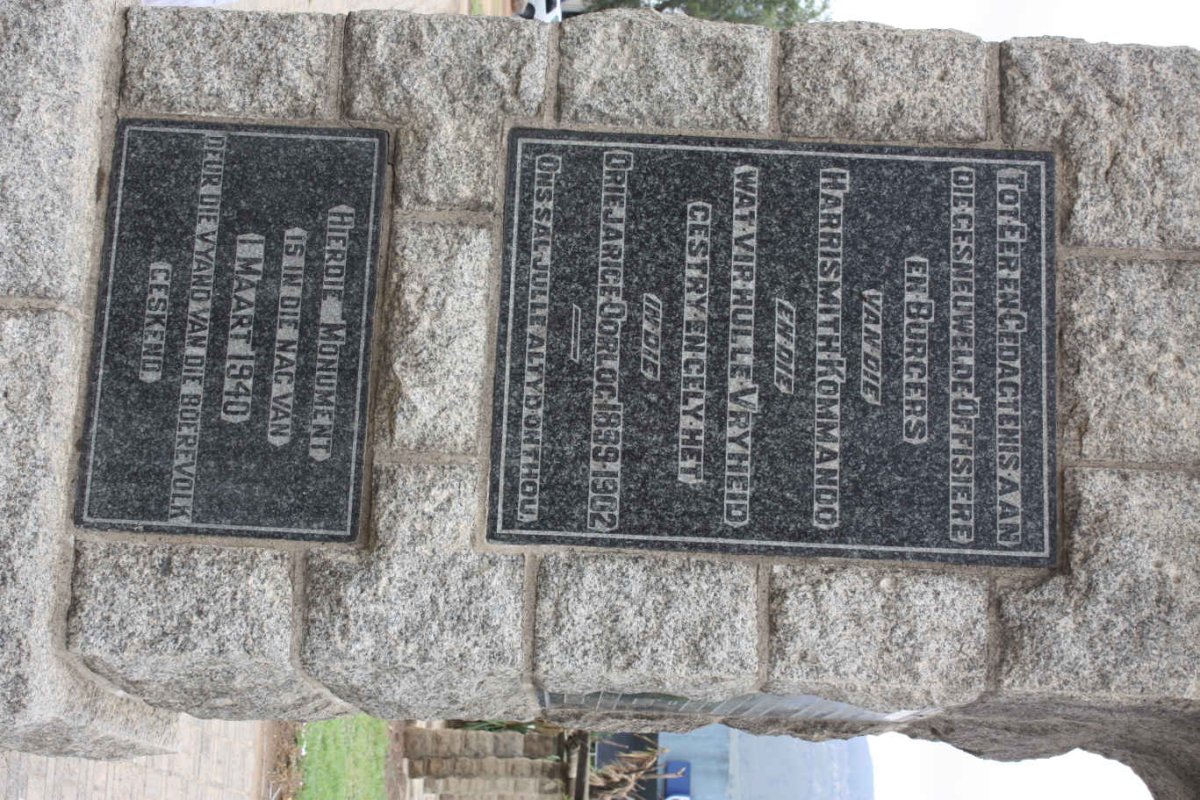 TOT EER EN GEDAGTENIS AAN
DIE GESNEUWELDE OFFISIERE
EN BURGERS
VAN DIE
HARRISMITH KOMMANDO
EN DIE
WAT VIR HULLE VRYHEID
GESTRY EN GELY HET
IN DIE
DRIEJARIGE OORLOG 1899-1902
DIS SAL JULLE ALTYD ONTHOU
HIERDIE MONUMENT
IS IN DIE NAG VAN
1 MAART 1940
DEUR DIE VYAND VAN DIE BOEREVOLK
GESKEND